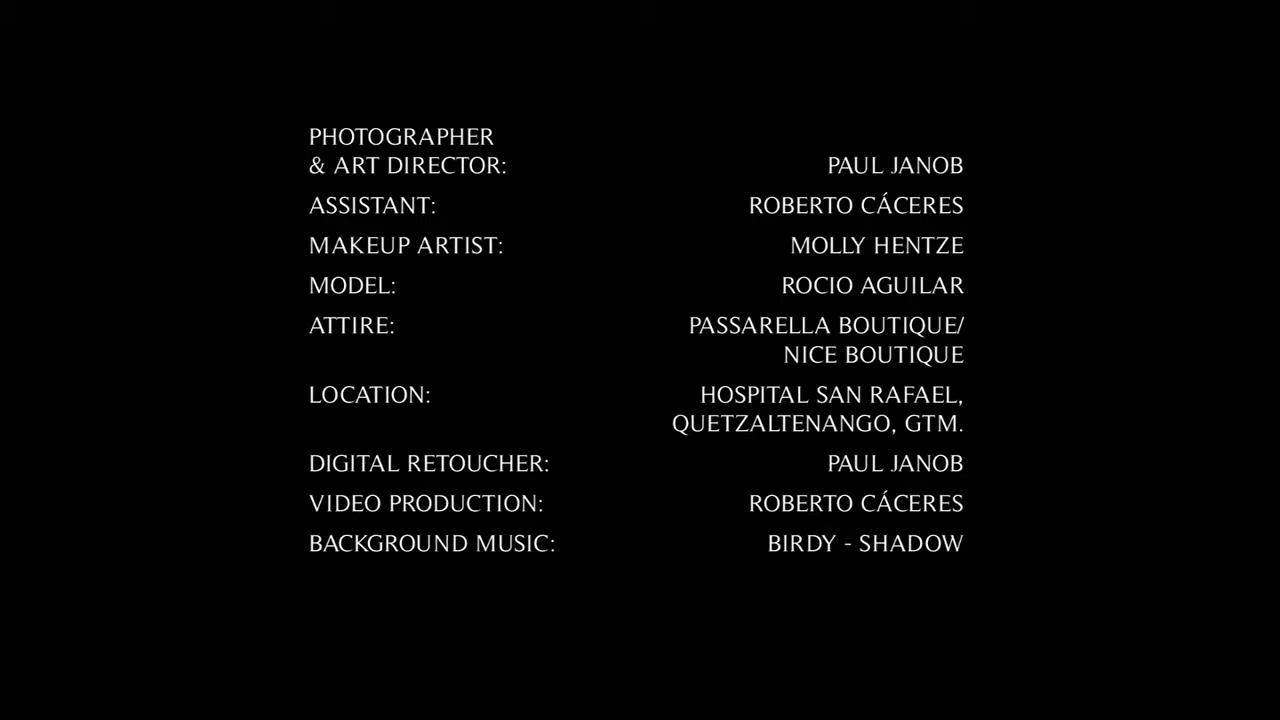 PHOTOGRAPHER
& ART DIRECTOR: PAUL JANOB
ASSISTANT: ROBERTO CÁCERES
MAKEUP ARTIST: MOLLY HENTZE
MODEL: ROCIO AGUILAR
ATTIRE: PASSARELLA BOUTIQUE/
NICE BOUTIQUE
LOCATION: HOSPITAL SAN RAFAEL,
QUETZALTENANGO, GTM.
DIGITAL RETOUCHER: PAUL JANOB
VIDEO PRODUCTION: ROBERTO CÁCERES
BACKGROUND MUSIC: BIRDY - SHADOW